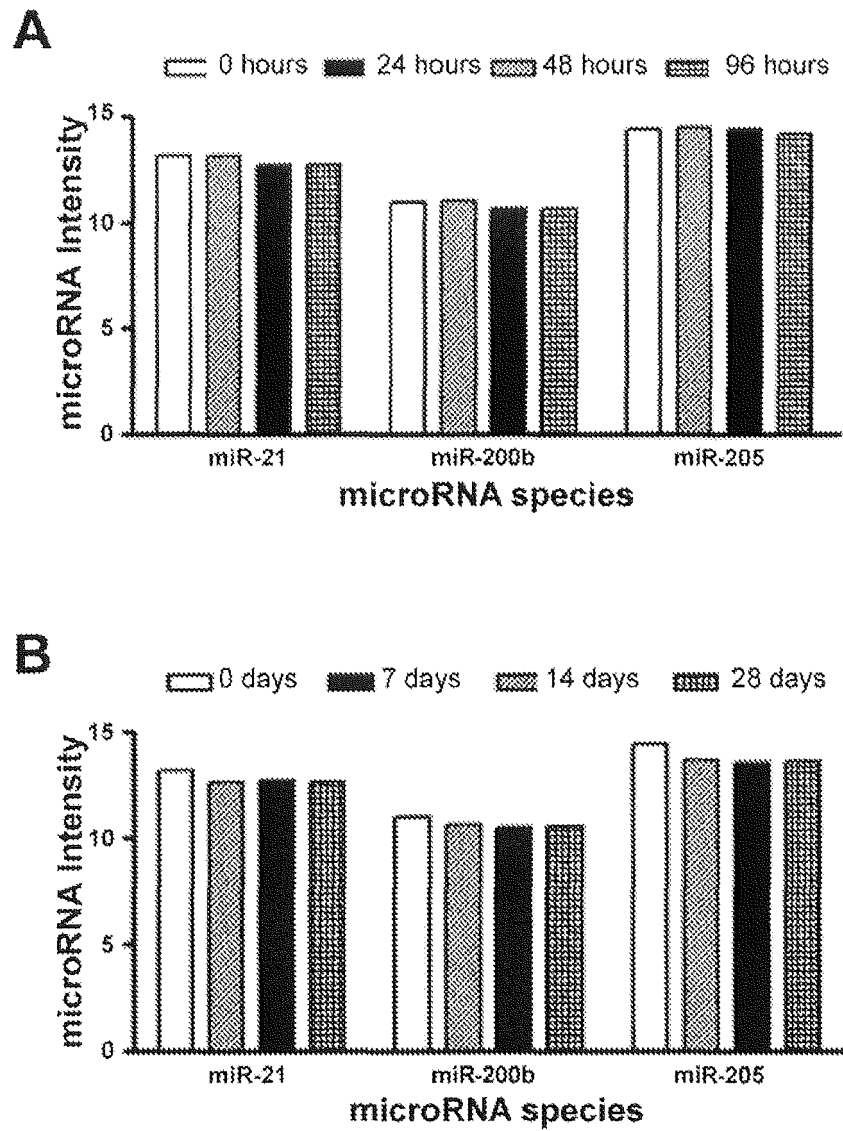 A
0 hours 24 hours 48 hours 96 hours
microRNA Intensity
15
10
5
0
miR-21 miR-200b miR-205
microRNA species
B
0 days 7 days 14 days 28 days
microRNA Intensity
15
10
5
0
miR-21 miR-200b miR-205
microRNA species